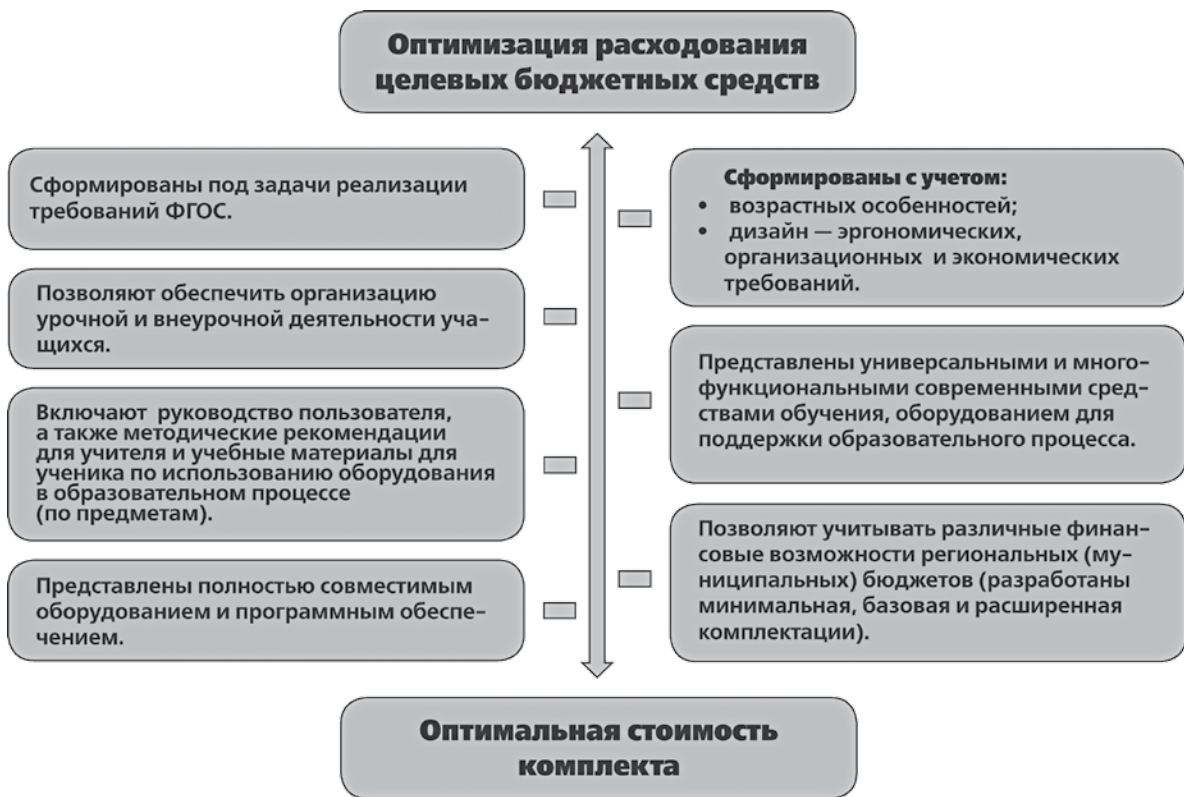 Оптимизация расходования
целевых бюджетных средств
Сформированы под задачи реализации
требований ФГОС.
Позволяют обеспечить организацию
урочной и внеурочной деятельности уча-
щихся.
Включают руководство пользователя,
а также методические рекомендации
для учителя и учебные материалы для
ученика по использованию оборудования
в образовательном процессе
(по предметам).
Представлены полностью совместимым
оборудованием и программным обеспе-
чением.
Сформированы с учетом:
• возрастных особенностей;
• дизайн — эргономических,
организационных и экономических
требований.
Представлены универсальными и много-
функциональными современными сред-
ствами обучения, оборудованием для
поддержки образовательного процесса.
Позволяют учитывать различные финан-
совые возможности региональных (му-
ниципальных) бюджетов (разработаны
минимальная, базовая и расширенная
комплектации).
Оптимальная стоимость
комплекта